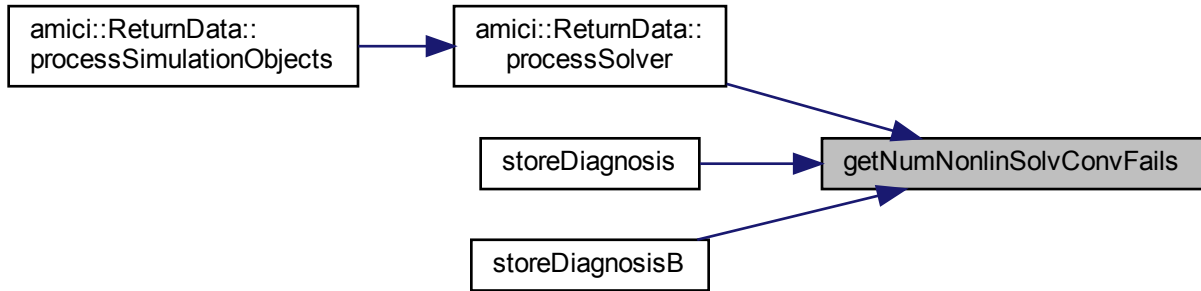 amici::ReturnData::
processSimulationObjects
amici::ReturnData::
processSolver
storeDiagnosis
getNumNonlinSolvConvFails
storeDiagnosisB